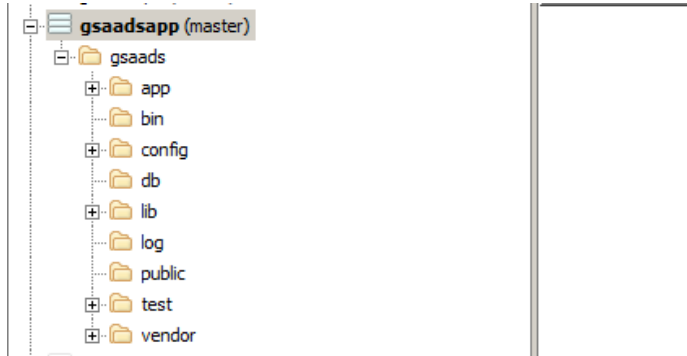 gsaadsapp (master)
gsaads
app
bin
config
db
lib
log
public
test
vendor